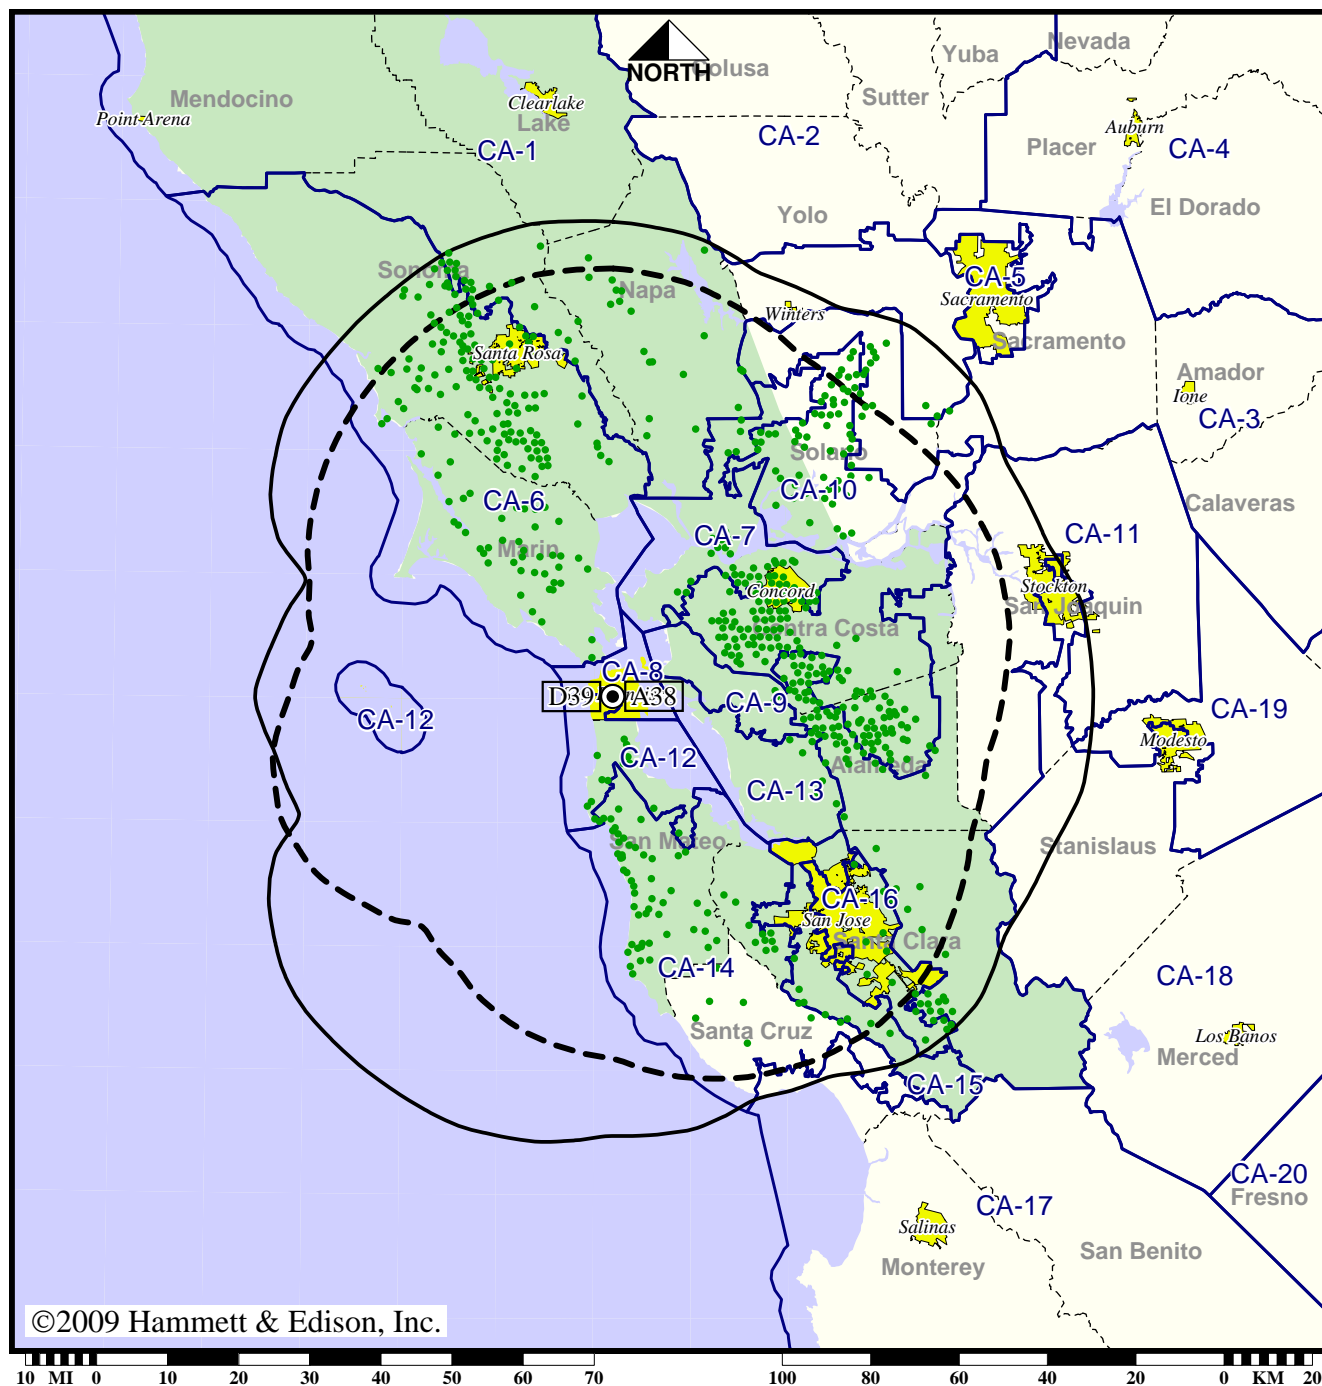 Nevada
Yuba
Colusa
NORTH
Sutter
Mendocino
Clearlake
Point Arena
Lake
Auburn
CA-2
Placer
CA-4
CA-1
El Dorado
Yolo
Sonoma
CA-5
Napa
Sacramento
Winters
Sacramento
Santa Rosa
Amador
Ione
CA-3
Solano
CA-10
CA-6
Calaveras
CA-7
CA-11
Marin
Concord
Stockton
San Joaquin
Contra Costa
CA-8
D39
A38
CA-9
CA-12
CA-19
Modesto
CA-12
Alameda
CA-13
San Mateo
Stanislaus
CA-16
San Jose
Santa Clara
CA-14
CA-18
Santa Cruz
Los Banos
Merced
CA-15
CA-20
Fresno
CA-17
Salinas
San Benito
Monterey
©2009 Hammett & Edison, Inc.
10 MI 0 10 20 30 40 50 60 70 100 80 60 40 20 0 KM 20